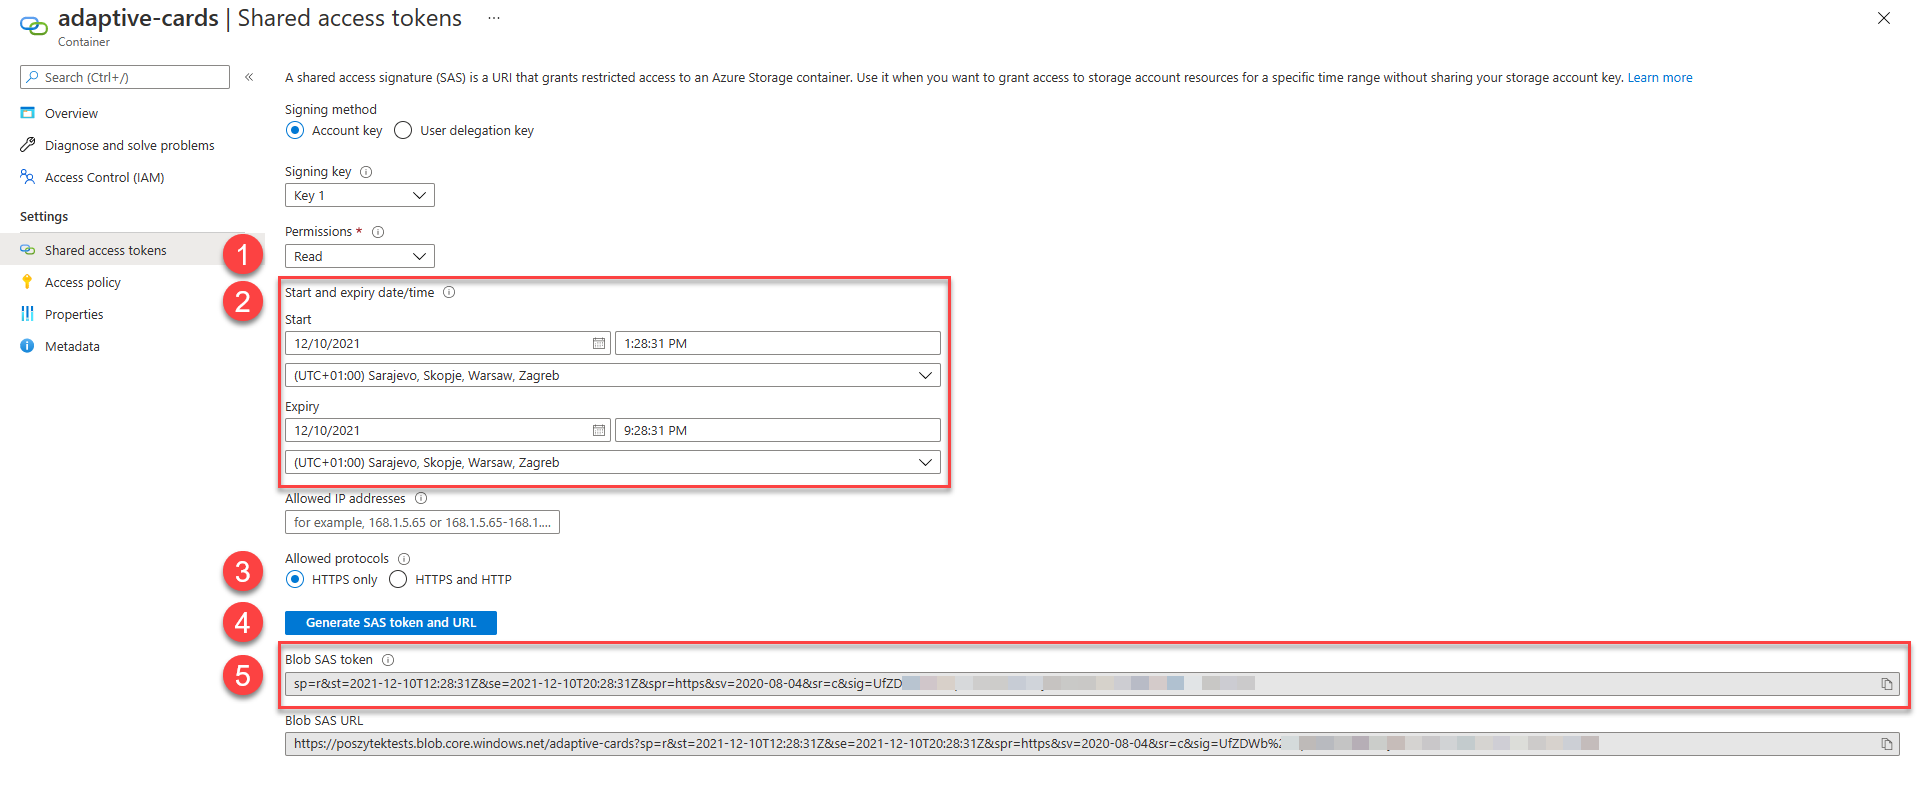 adaptive-cards | Shared access tokens ...
Container
Search (Ctrl+/) «
Overview
Diagnose and solve problems
Access Control (IAM)
Settings
Shared access tokens
Access policy
Properties
Metadata
A shared access signature (SAS) is a URI that grants restricted access to an Azure Storage container. Use it when you want to grant access to storage account resources for a specific time range without sharing your storage account key. Learn more
Signing method
Account key User delegation key
Signing key
Key 1
Permissions *
1
Read
2
Start and expiry date/time
Start
12/10/2021 1:28:31 PM
(UTC+01:00) Sarajevo, Skopje, Warsaw, Zagreb
Expiry
12/10/2021 9:28:31 PM
(UTC+01:00) Sarajevo, Skopje, Warsaw, Zagreb
Allowed IP addresses
for example, 168.1.5.65 or 168.1.5.65-168.1....
Allowed protocols
3
HTTPS only HTTPS and HTTP
4
Generate SAS token and URL
5
Blob SAS token
sp=r&st=2021-12-10T12:28:31Z&se=2021-12-10T20:28:31Z&spr=https&sv=2020-08-04&sr=c&sig=UfZD
Blob SAS URL
https://poszytektests.blob.core.windows.net/adaptive-cards?sp=r&st=2021-12-10T12:28:31Z&se=2021-12-10T20:28:31Z&spr=https&sv=2020-08-04&sr=c&sig=UfZDWb%2